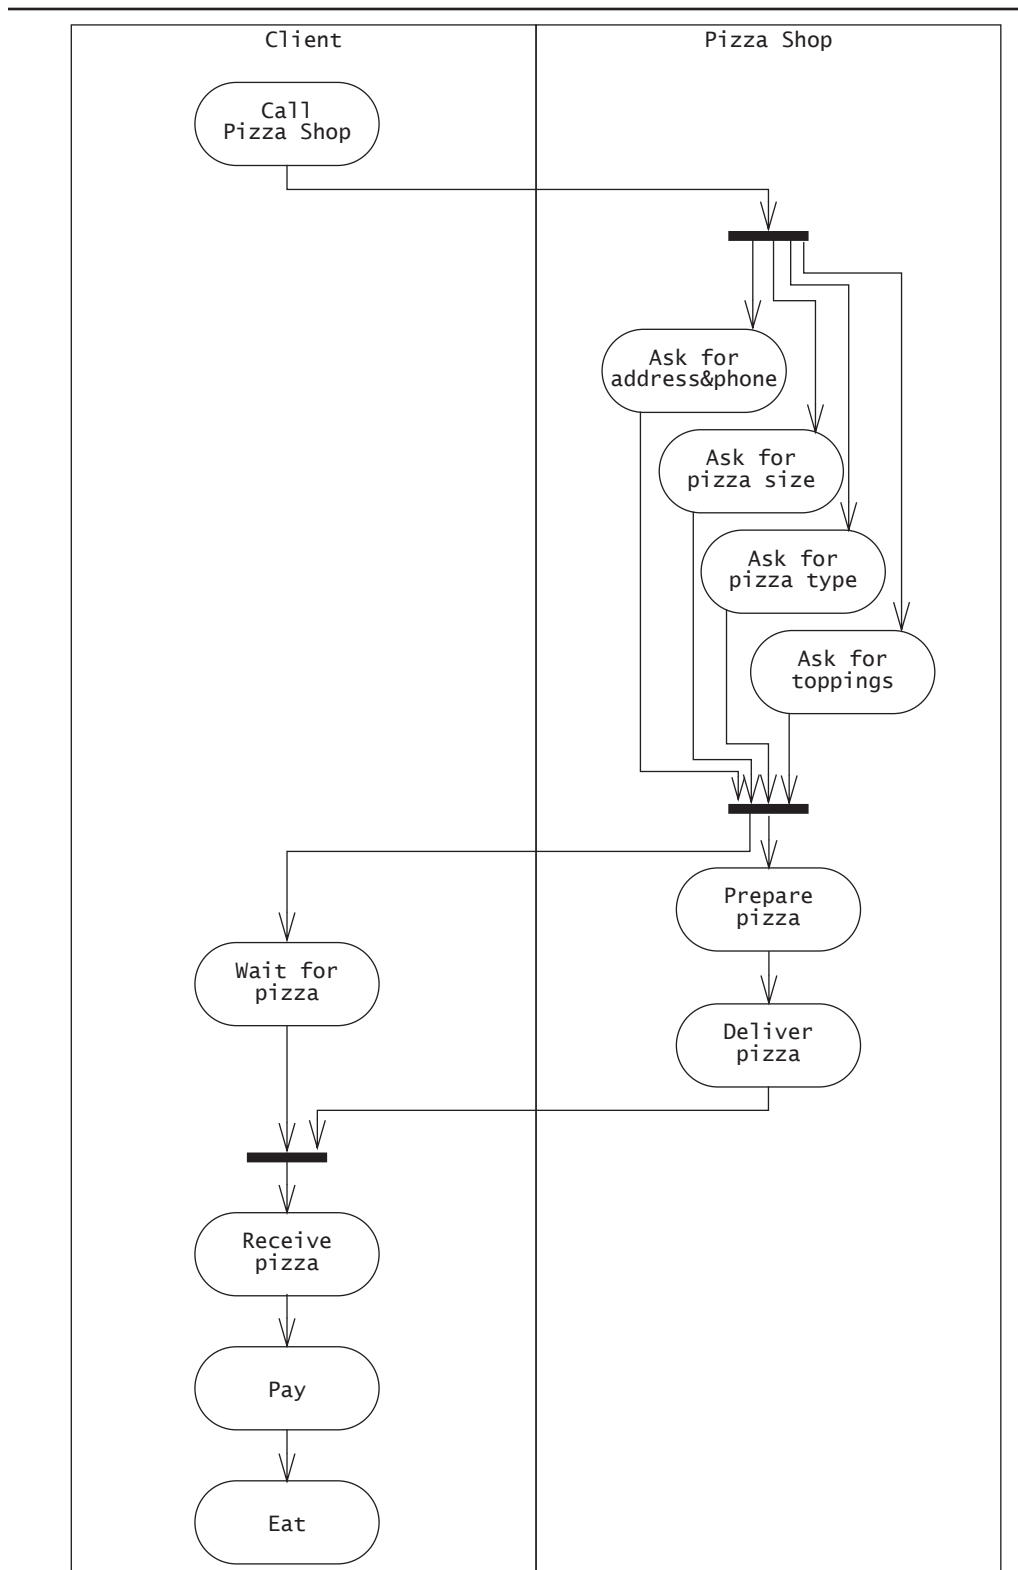 Client
Pizza Shop
Call
Pizza Shop
Ask for
address&phone
Ask for
pizza size
Ask for
pizza type
Ask for
toppings
Prepare
pizza
Wait for
pizza
Deliver
pizza
Receive
pizza
Pay
Eat